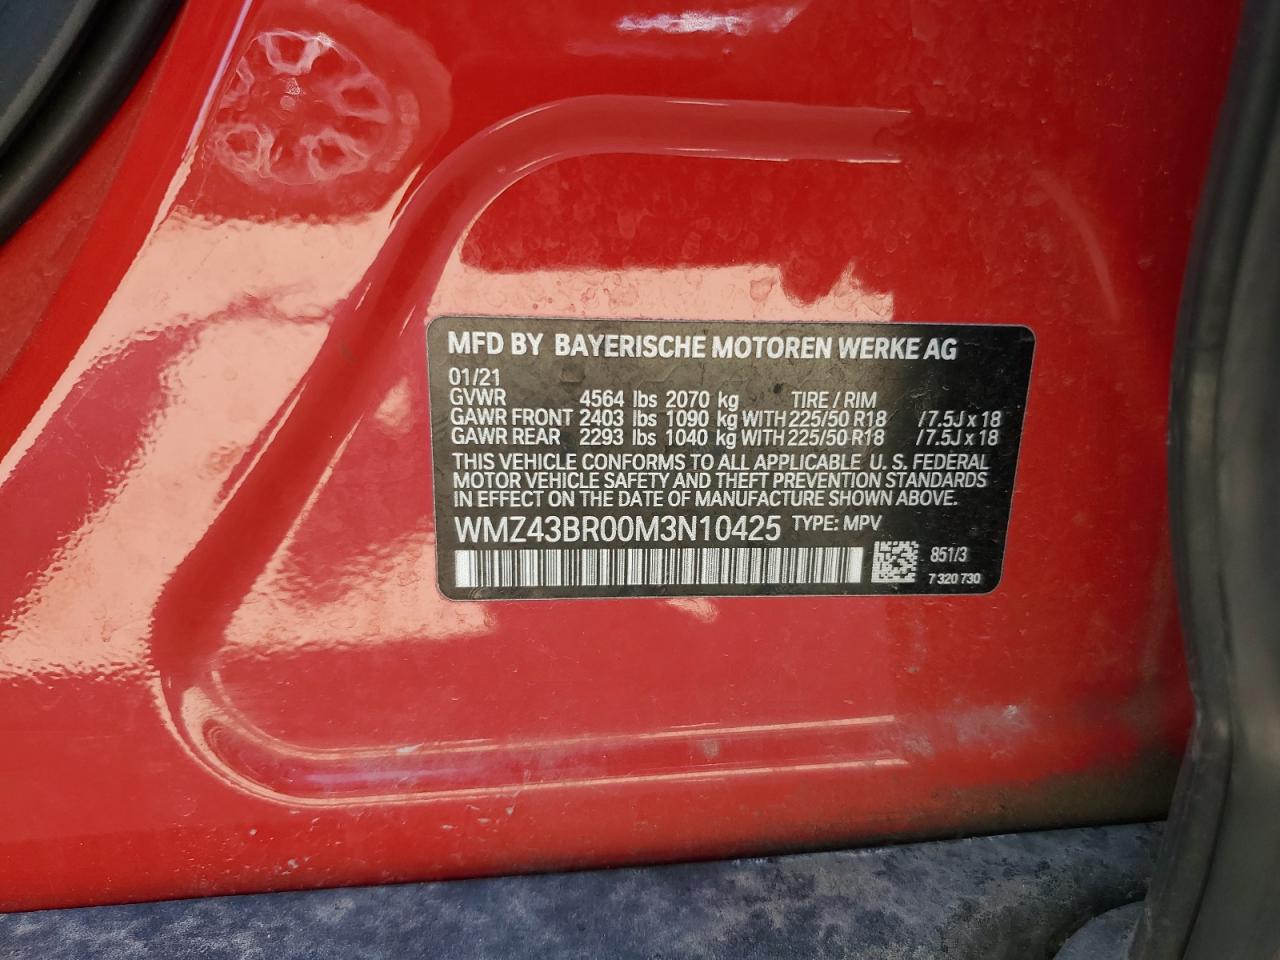 MFD BY BAYERISCHE MOTOREN WERKE AG
01/21
GVWR 4564 lbs 2070 kg TIRE / RIM
GAWR FRONT 2403 lbs 1090 kg WITH 225/50 R18 /7.5J x 18
GAWR REAR 2293 lbs 1040 kg WITH 225/50 R18 /7.5J x 18
THIS VEHICLE CONFORMS TO ALL APPLICABLE U. S. FEDERAL
MOTOR VEHICLE SAFETY AND THEFT PREVENTION STANDARDS
IN EFFECT ON THE DATE OF MANUFACTURE SHOWN ABOVE.
WMZ43BR00M3N10425 TYPE: MPV
851/3
7 320 730